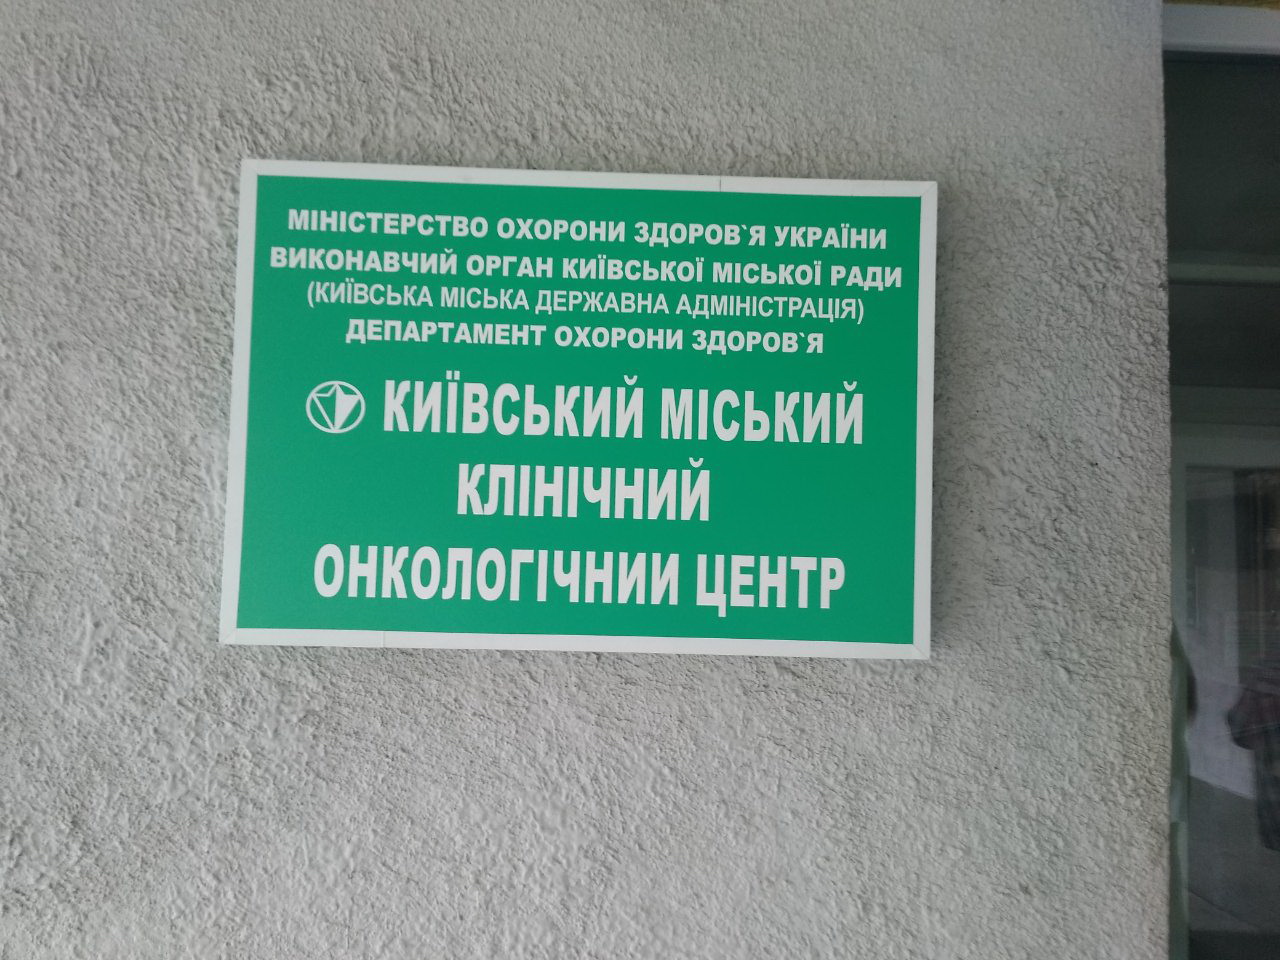 МІНІСТЕРСТВО ОХОРОНИ ЗДОРОВ`Я УКРАЇНИ
ВИКОНАВЧИЙ ОРГАН КИЇВСЬКОЇ МІСЬКОЇ РАДИ
(КИЇВСЬКА МІСЬКА ДЕРЖАВНА АДМІНІСТРАЦІЯ)
ДЕПАРТАМЕНТ ОХОРОНИ ЗДОРОВ`Я
КИЇВСЬКИЙ МІСЬКИЙ
КЛІНІЧНИЙ
ОНКОЛОГІЧНИИ ЦЕНТР